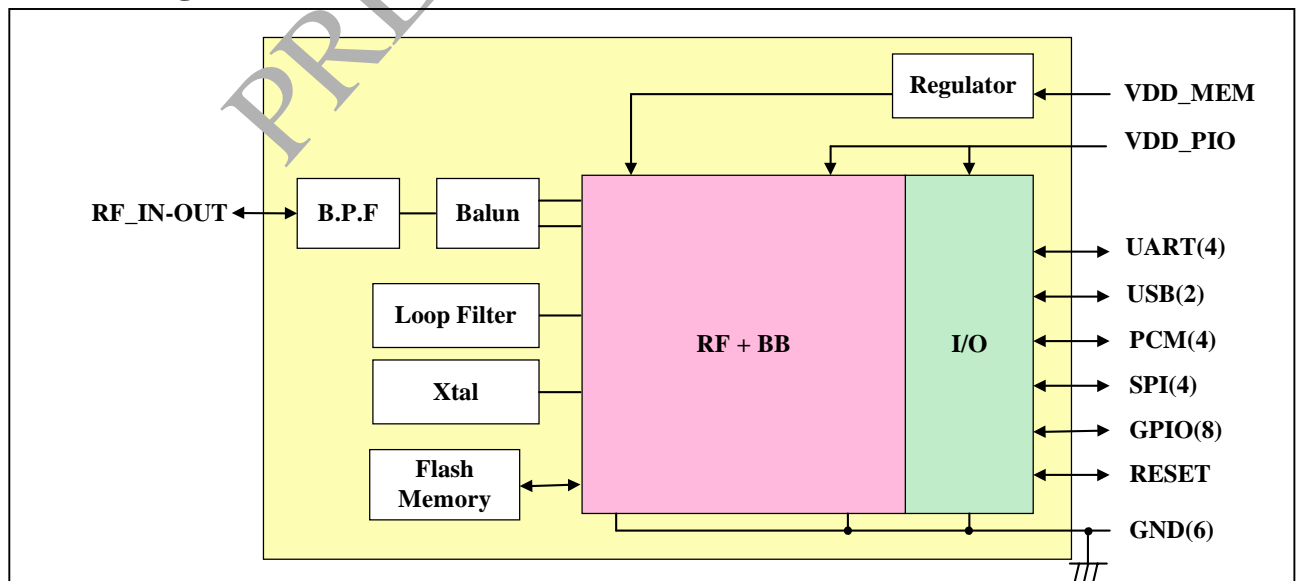 PRE
Regulator
VDD_MEM
VDD_PIO
RF_IN-OUT
B.P.F
Balun
UART(4)
Loop Filter
USB(2)
RF + BB
I/O
PCM(4)
Xtal
SPI(4)
GPIO(8)
Flash
Memory
RESET
GND(6)